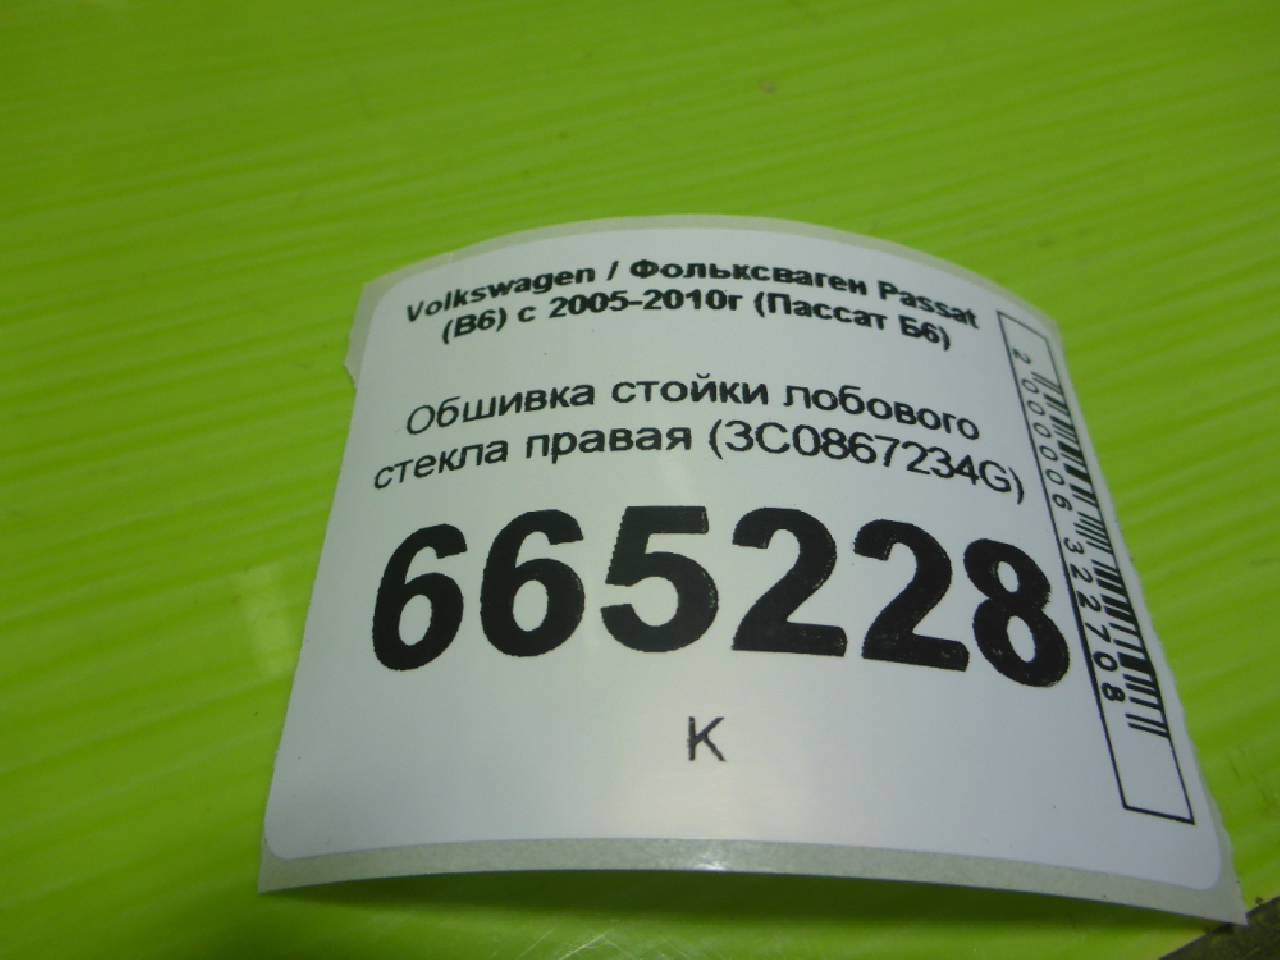 Volkswagen / Фольксваген Passat
(B6) с 2005-2010г (Пассат Б6)
Обшивка стойки лобового
стекла правая (3C0867234G)
665228
К
2000006322708